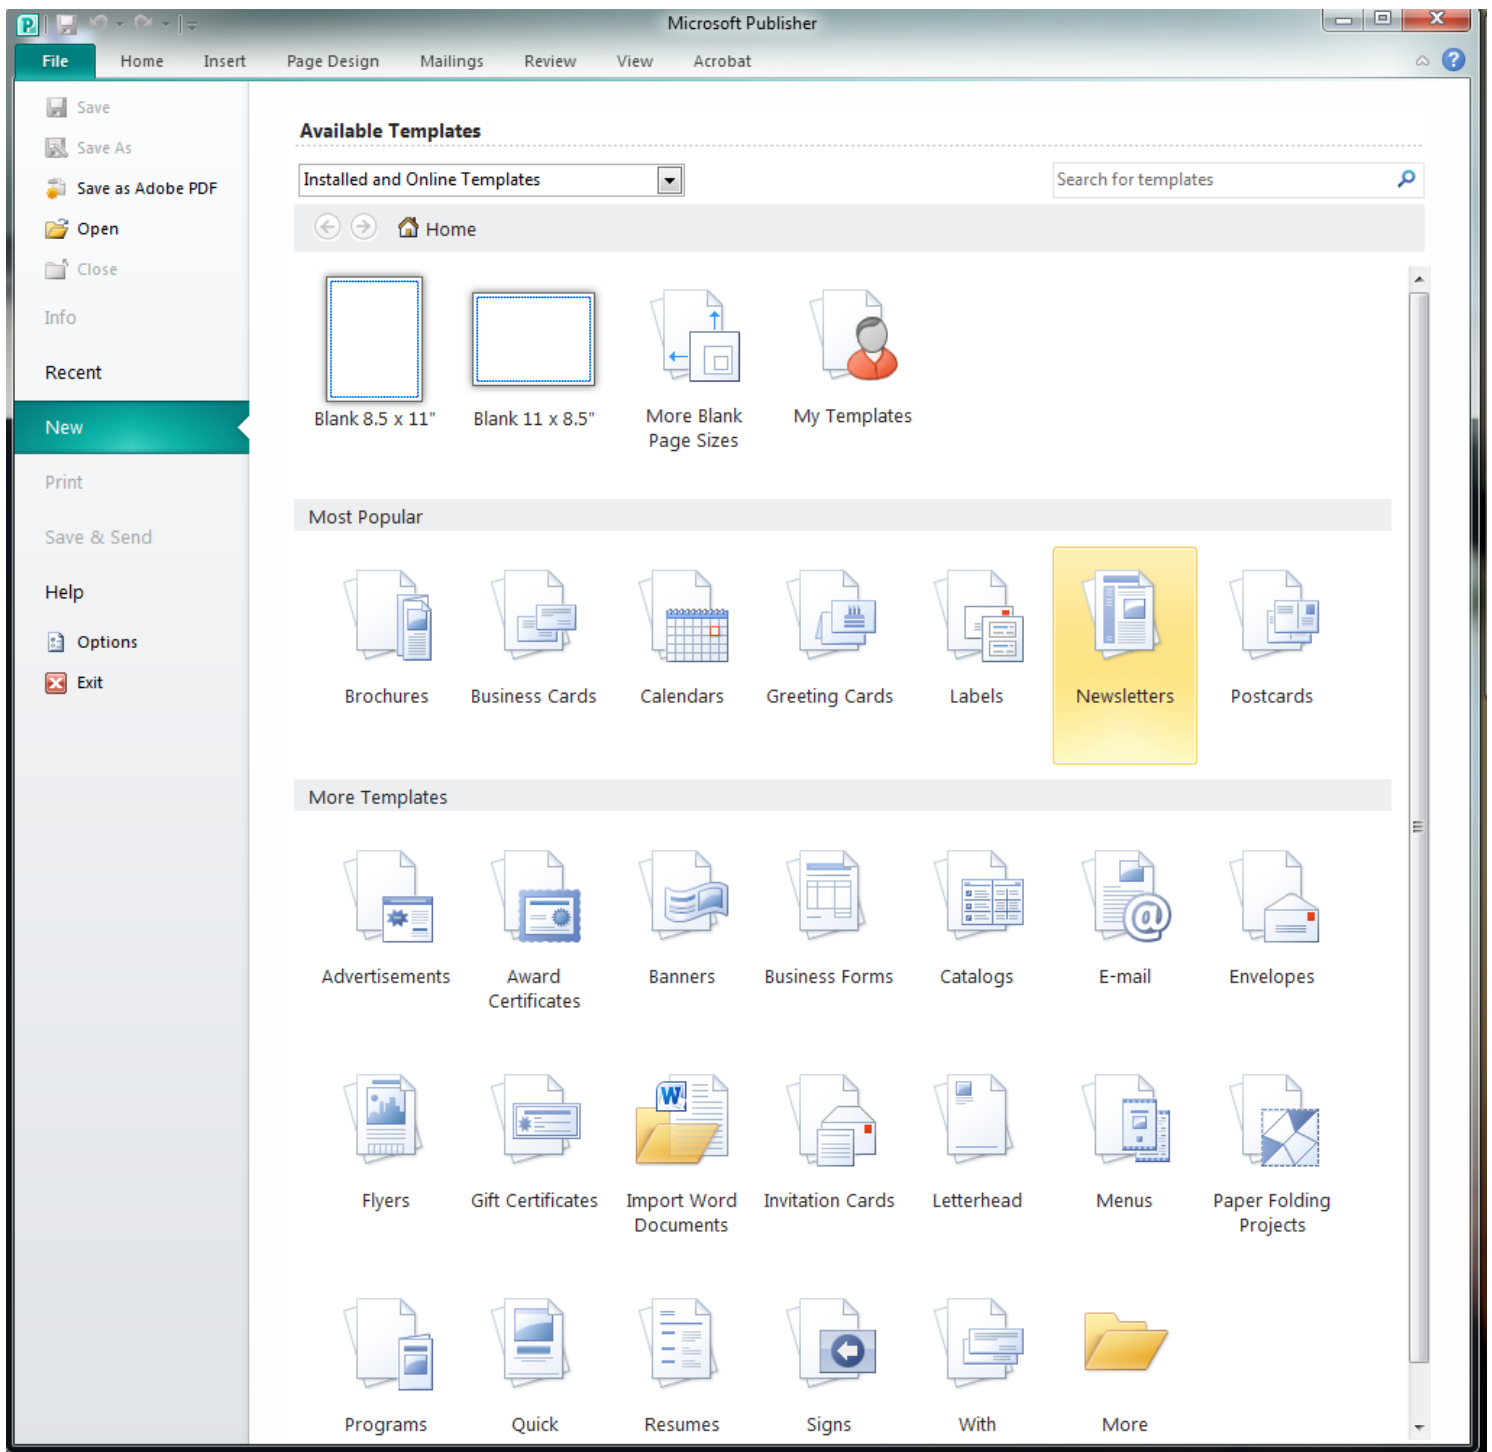 Microsoft Publisher
File Home Insert Page Design Mailings Review View Acrobat
Save
Save As
Save as Adobe PDF
Open
Close
Info
Recent
New
Print
Save & Send
Help
Options
Exit
Available Templates
Installed and Online Templates
Search for templates
Home
Blank 8.5 x 11"
Blank 11 x 8.5"
More Blank
Page Sizes
My Templates
Most Popular
Brochures
Business Cards
Calendars
Greeting Cards
Labels
Newsletters
Postcards
More Templates
Advertisements
Award
Certificates
Banners
Business Forms
Catalogs
E-mail
Envelopes
Flyers
Gift Certificates
Import Word
Documents
Invitation Cards
Letterhead
Menus
Paper Folding
Projects
Programs
Quick
Resumes
Signs
With
More